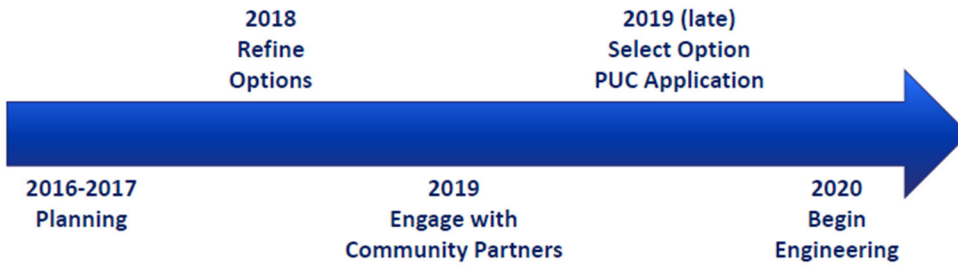 2018
Refine
Options
2019 (late)
Select Option
PUC Application
2016-2017
Planning
2019
Engage with
Community Partners
2020
Begin
Engineering